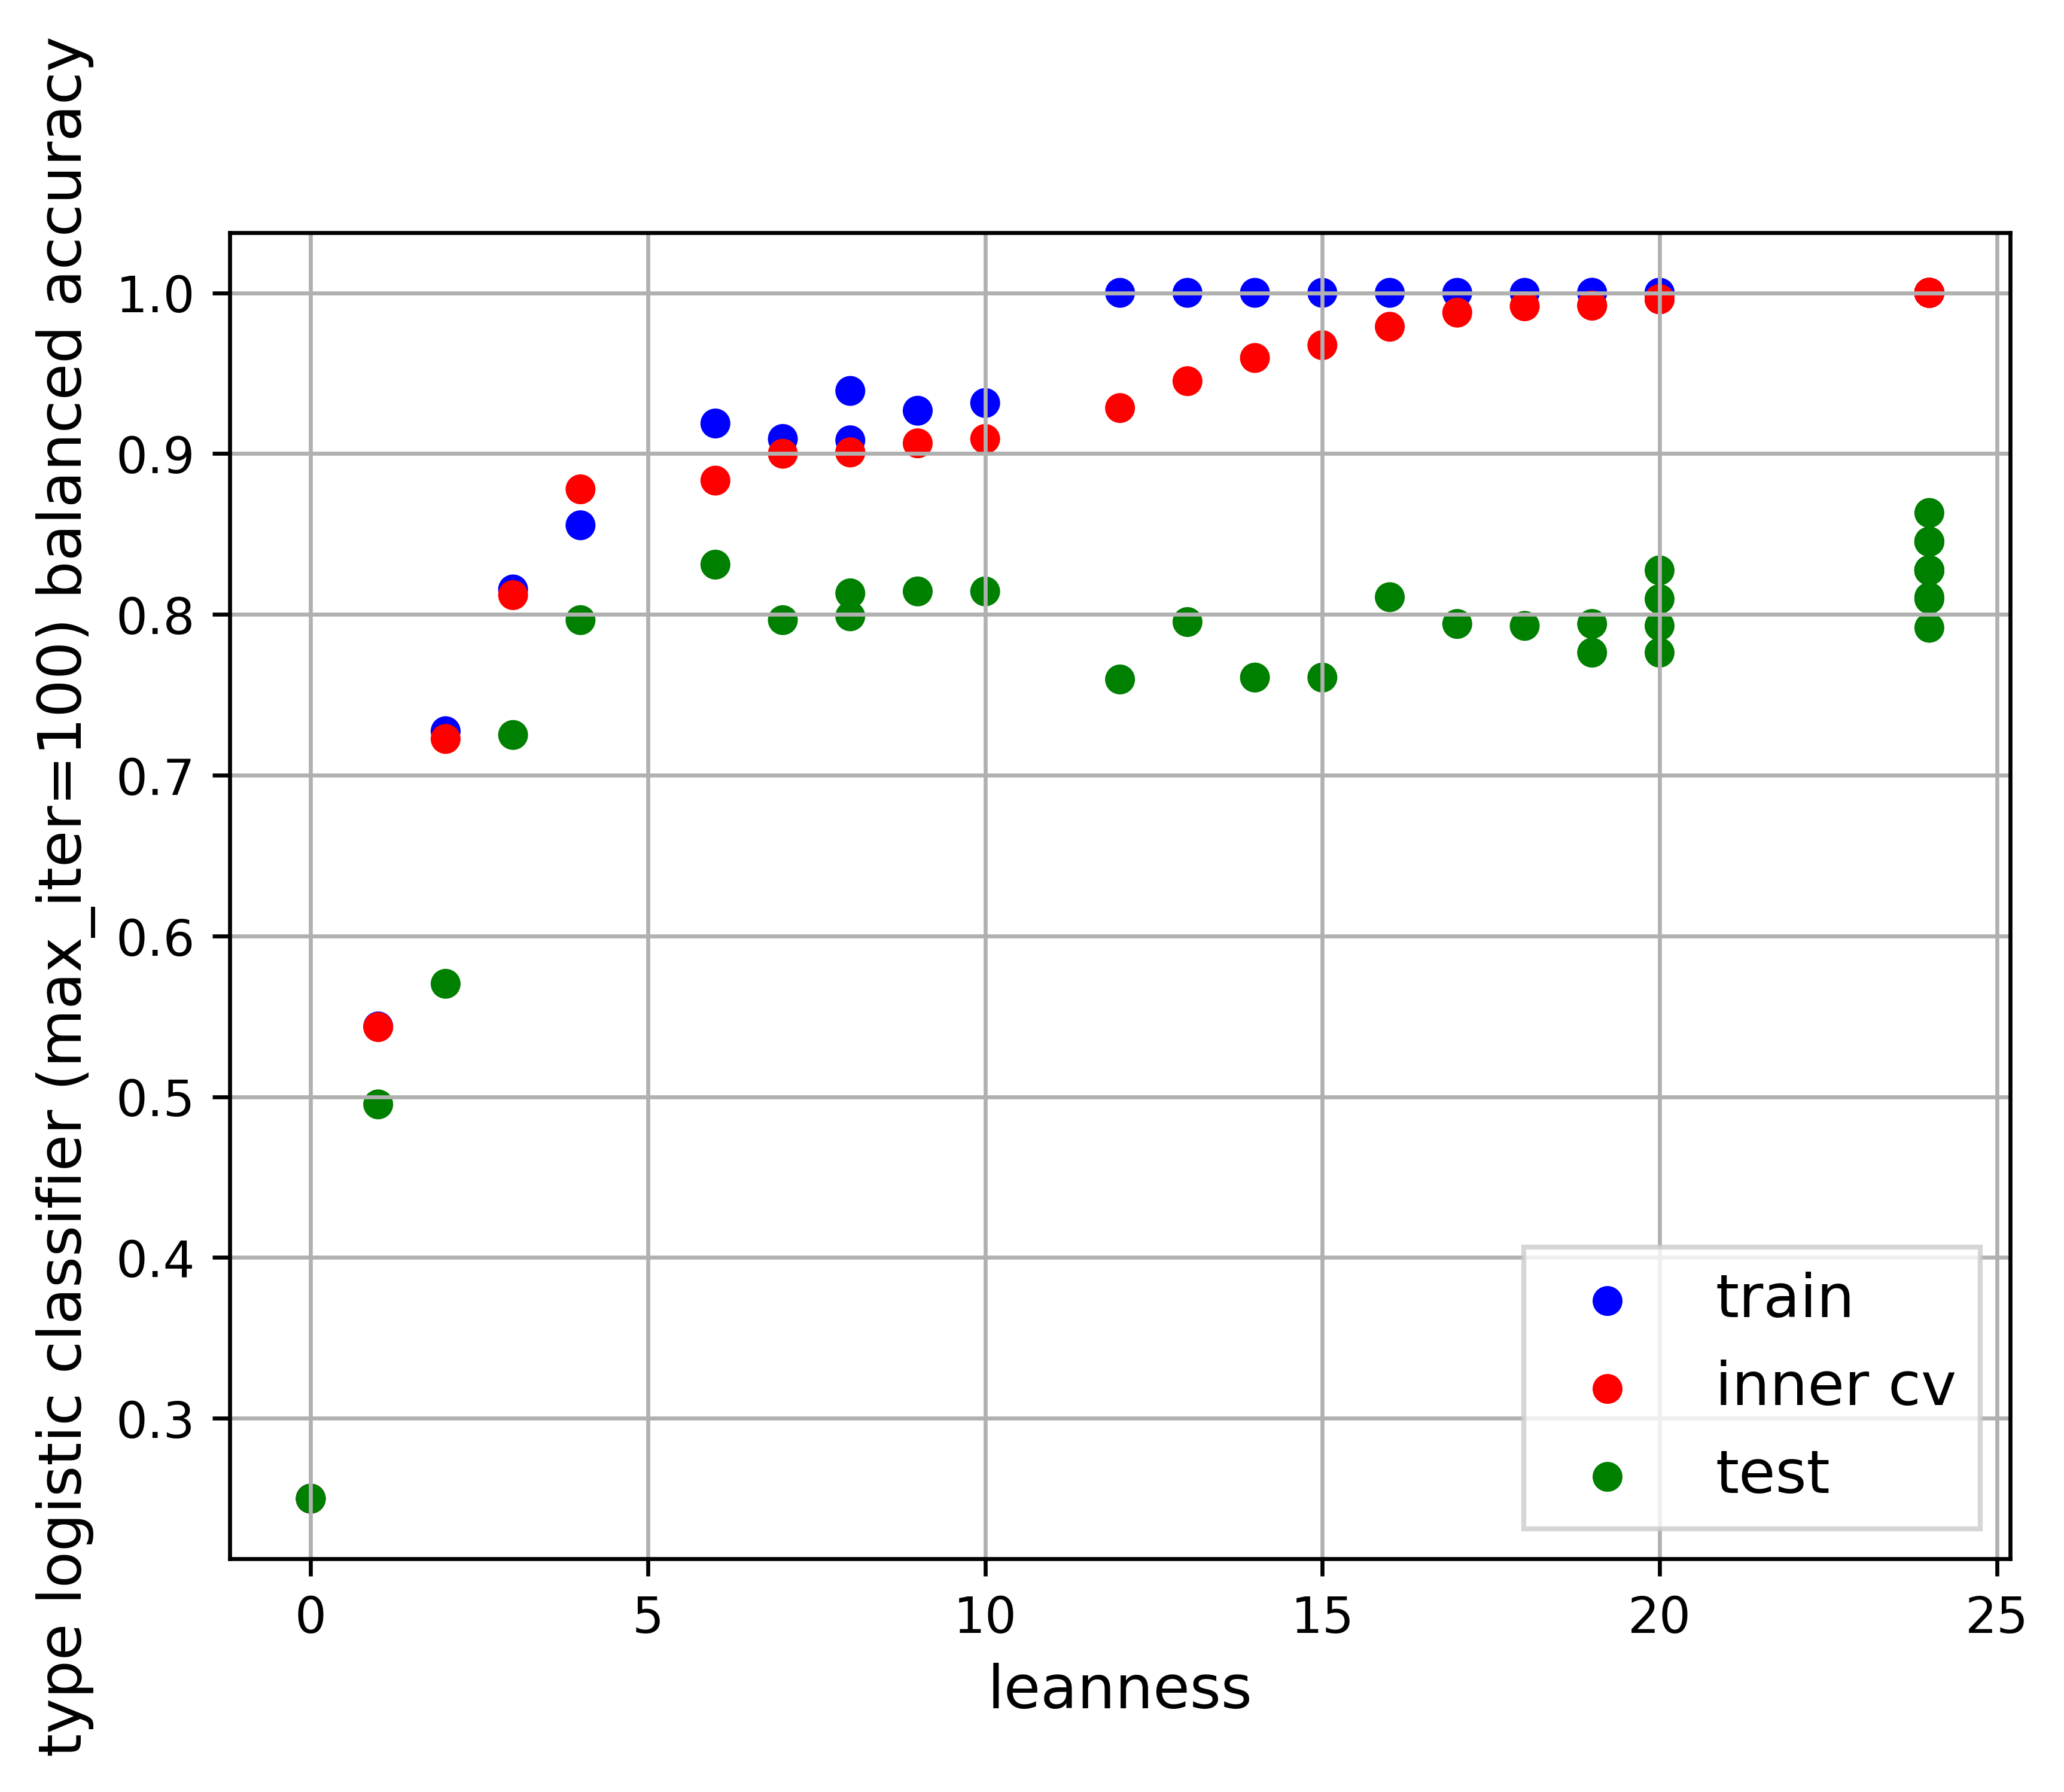 type logistic classifier (max_iter=100) balanced accuracy
1.0
0.9
0.8
0.7
0.6
0.5
0.4
0.3
train
inner cv
test
0 5 10 15 20 25
leanness